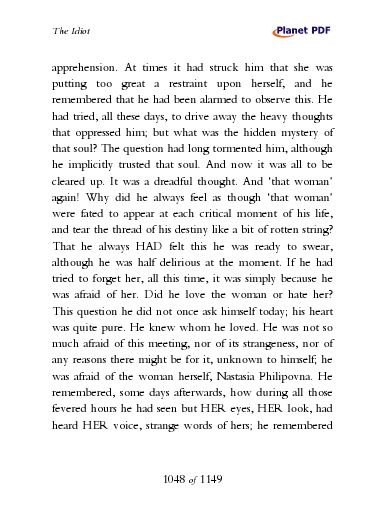 The Idiot
Planet PDF
apprehension. At times it had struck him that she was
putting too great a restraint upon herself, and he
remembered that he had been alarmed to observe this. He
had tried, all these days, to drive away the heavy thoughts
that oppressed him; but what was the hidden mystery of
that soul? The question had long tormented him, although
he implicitly trusted that soul. And now it was all to be
cleared up. It was a dreadful thought. And ‘that woman’
again! Why did he always feel as though ‘that woman’
were fated to appear at each critical moment of his life,
and tear the thread of his destiny like a bit of rotten string?
That he always HAD felt this he was ready to swear,
although he was half delirious at the moment. If he had
tried to forget her, all this time, it was simply because he
was afraid of her. Did he love the woman or hate her?
This question he did not once ask himself today; his heart
was quite pure. He knew whom he loved. He was not so
much afraid of this meeting, nor of its strangeness, nor of
any reasons there might be for it, unknown to himself; he
was afraid of the woman herself, Nastasia Philipovna. He
remembered, some days afterwards, how during all those
fevered hours he had seen but HER eyes, HER look, had
heard HER voice, strange words of hers; he remembered
1048 of 1149